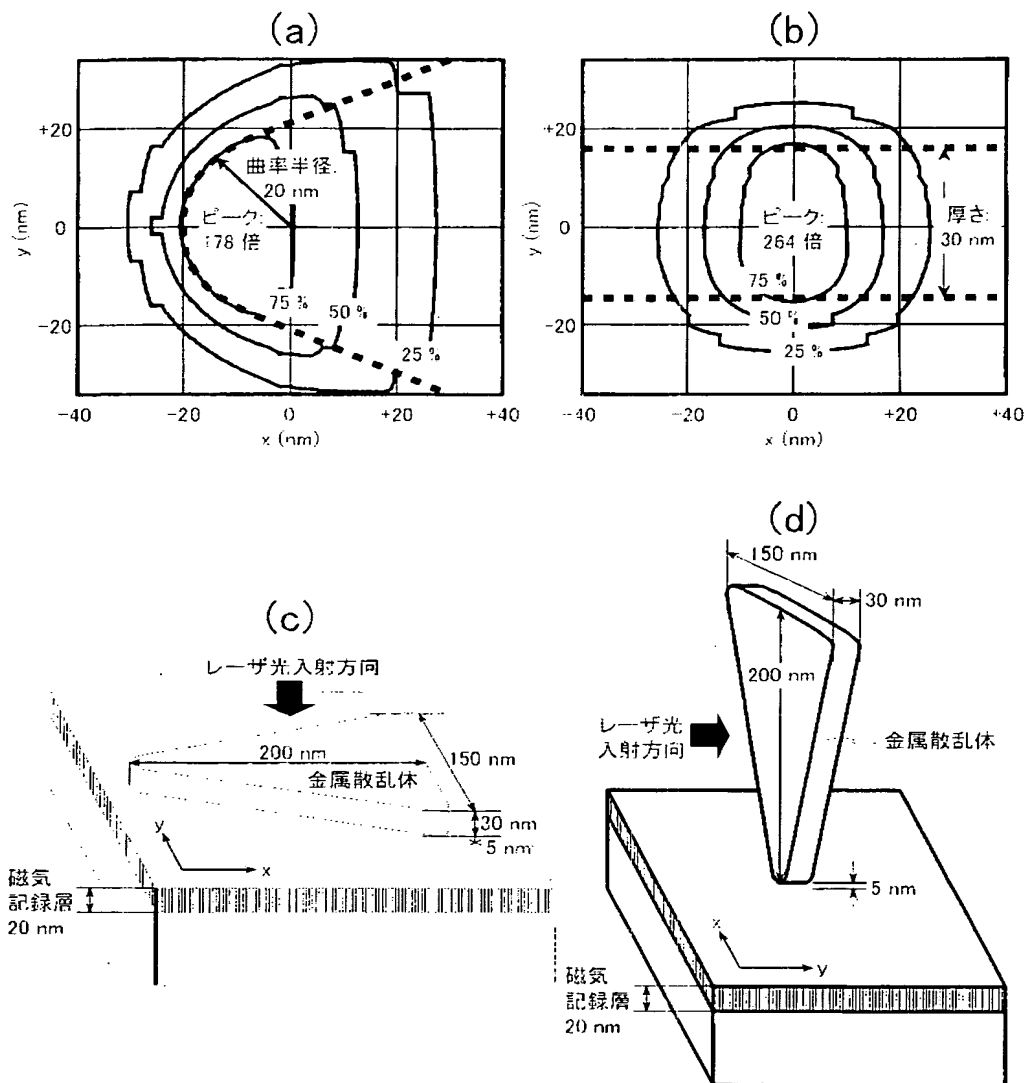 (a)
+20
0
−20
y (nm)
曲率半径:
20 nm
ピーク:
178 倍
75 %
50 %
25 %
−40
−20
0
+20
+40
x (nm)
(b)
+20
0
−20
y (nm)
ピーク:
264 倍
厚さ:
30 nm
75 %
50 %
25 %
−40
−20
0
+20
+40
x (nm)
(c)
レーザ光入射方向
200 nm
150 nm
金属散乱体
30 nm
5 nm
y
x
磁気
記録層
20 nm
(d)
150 nm
30 nm
200 nm
レーザ光
入射方向
金属散乱体
5 nm
x
y
磁気
記録層
20 nm